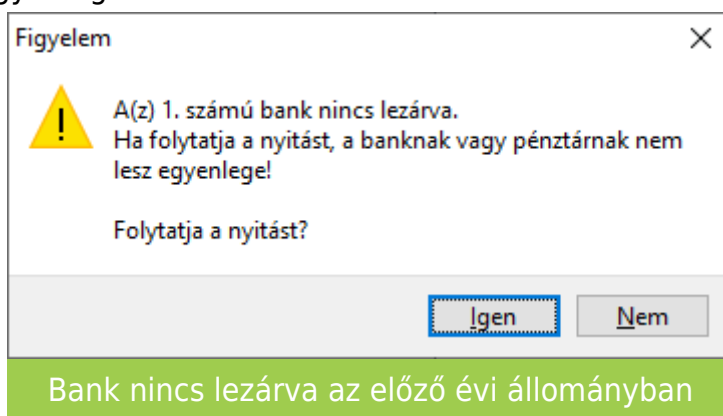 Figyelem
A(z) 1. számú bank nincs lezárva.
Ha folytatja a nyitást, a banknak vagy pénztárnak nem
lesz egyenlege!
Folytatja a nyitást?
Igen Nem
Bank nincs lezárva az előző évi állományban